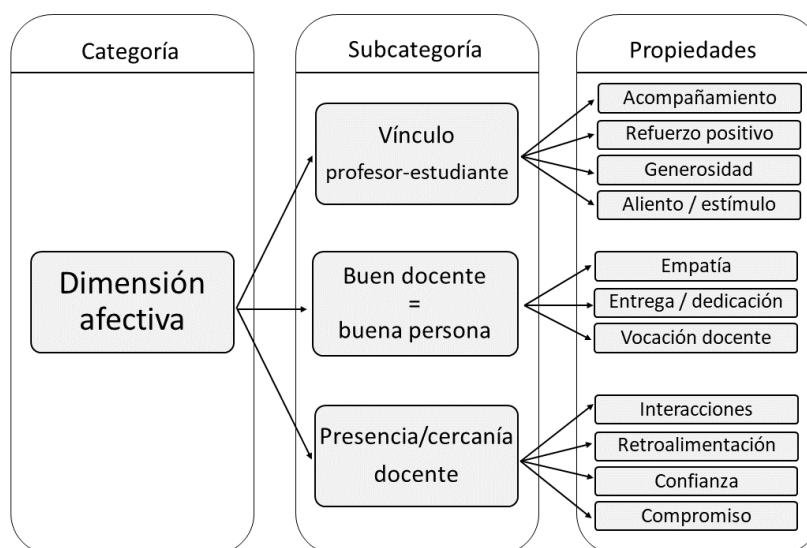 Categoría
Subcategoría
Propiedades
Dimensión
afectiva
Vínculo
profesor-estudiante
Acompañamiento
Refuerzo positivo
Generosidad
Aliento / estímulo
Buen docente
=
buena persona
Empatía
Entrega / dedicación
Vocación docente
Presencia/cercanía
docente
Interacciones
Retroalimentación
Confianza
Compromiso